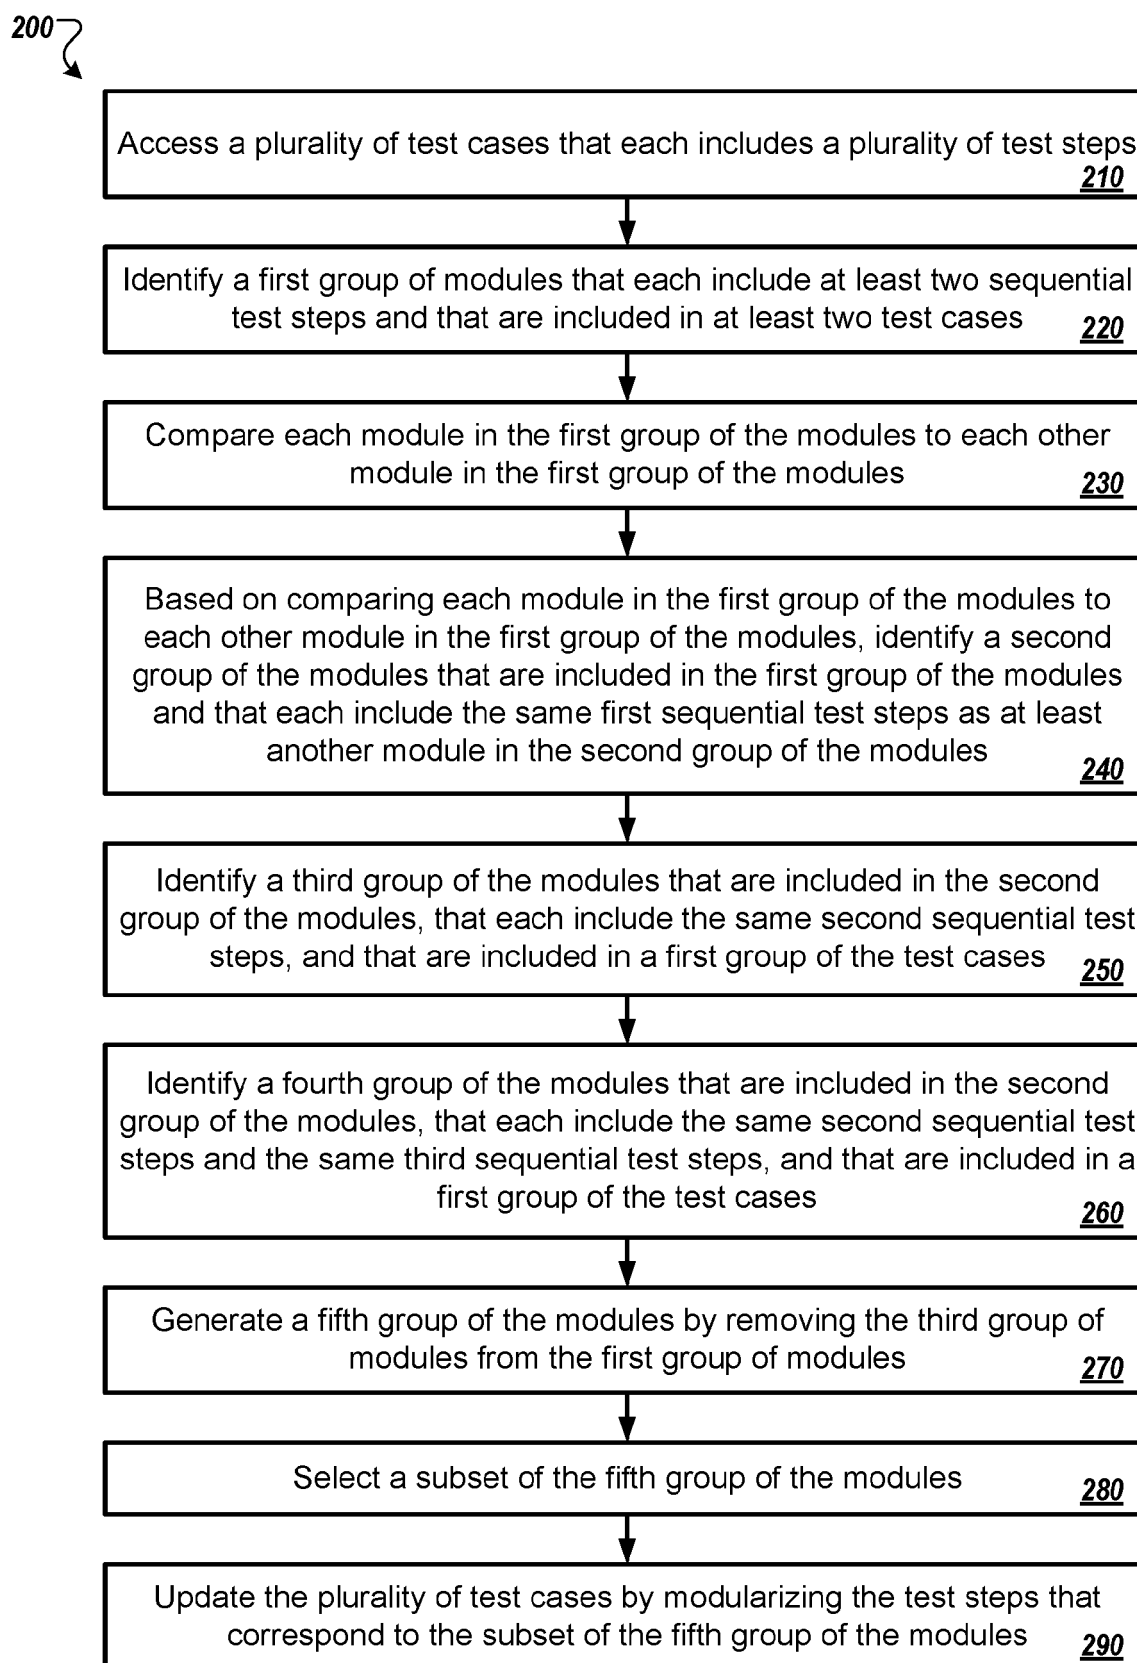 200
Access a plurality of test cases that each includes a plurality of test steps
210
Identify a first group of modules that each include at least two sequential
test steps and that are included in at least two test cases
220
Compare each module in the first group of the modules to each other
module in the first group of the modules
230
Based on comparing each module in the first group of the modules to
each other module in the first group of the modules, identify a second
group of the modules that are included in the first group of the modules
and that each include the same first sequential test steps as at least
another module in the second group of the modules
240
Identify a third group of the modules that are included in the second
group of the modules, that each include the same second sequential test
steps, and that are included in a first group of the test cases
250
Identify a fourth group of the modules that are included in the second
group of the modules, that each include the same second sequential test
steps and the same third sequential test steps, and that are included in a
first group of the test cases
260
Generate a fifth group of the modules by removing the third group of
modules from the first group of modules
270
Select a subset of the fifth group of the modules
280
Update the plurality of test cases by modularizing the test steps that
correspond to the subset of the fifth group of the modules
290